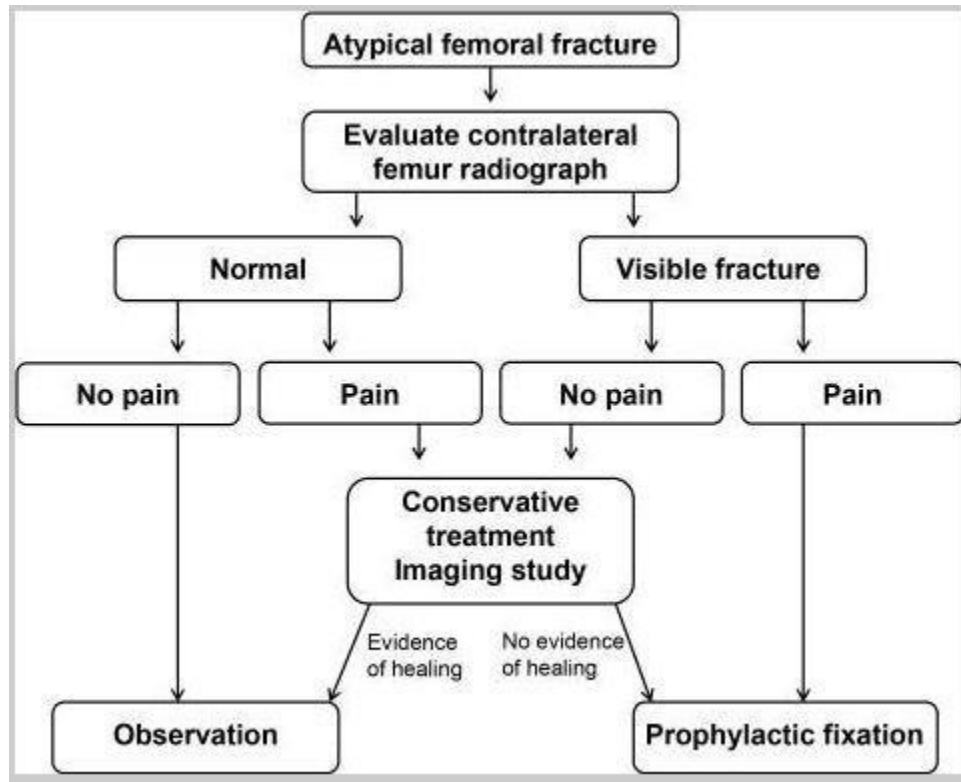 Atypical femoral fracture
Evaluate contralateral
femur radiograph
Normal
Visible fracture
No pain
Pain
No pain
Pain
Conservative
treatment
Imaging study
Evidence
of healing
No evidence
of healing
Observation
Prophylactic fixation